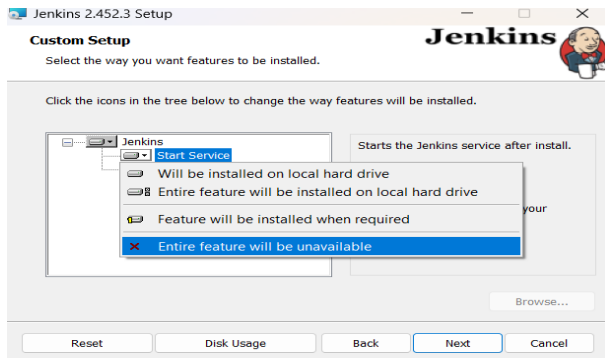 Jenkins 2.452.3 Setup
Custom Setup
Jenkins
Select the way you want features to be installed.
Click the icons in the tree below to change the way features will be installed.
Jenkins
Start Service
Starts the Jenkins service after install.
Will be installed on local hard drive
Entire feature will be installed on local hard drive
your
Feature will be installed when required
Entire feature will be unavailable
Browse...
Reset Disk Usage Back Next Cancel